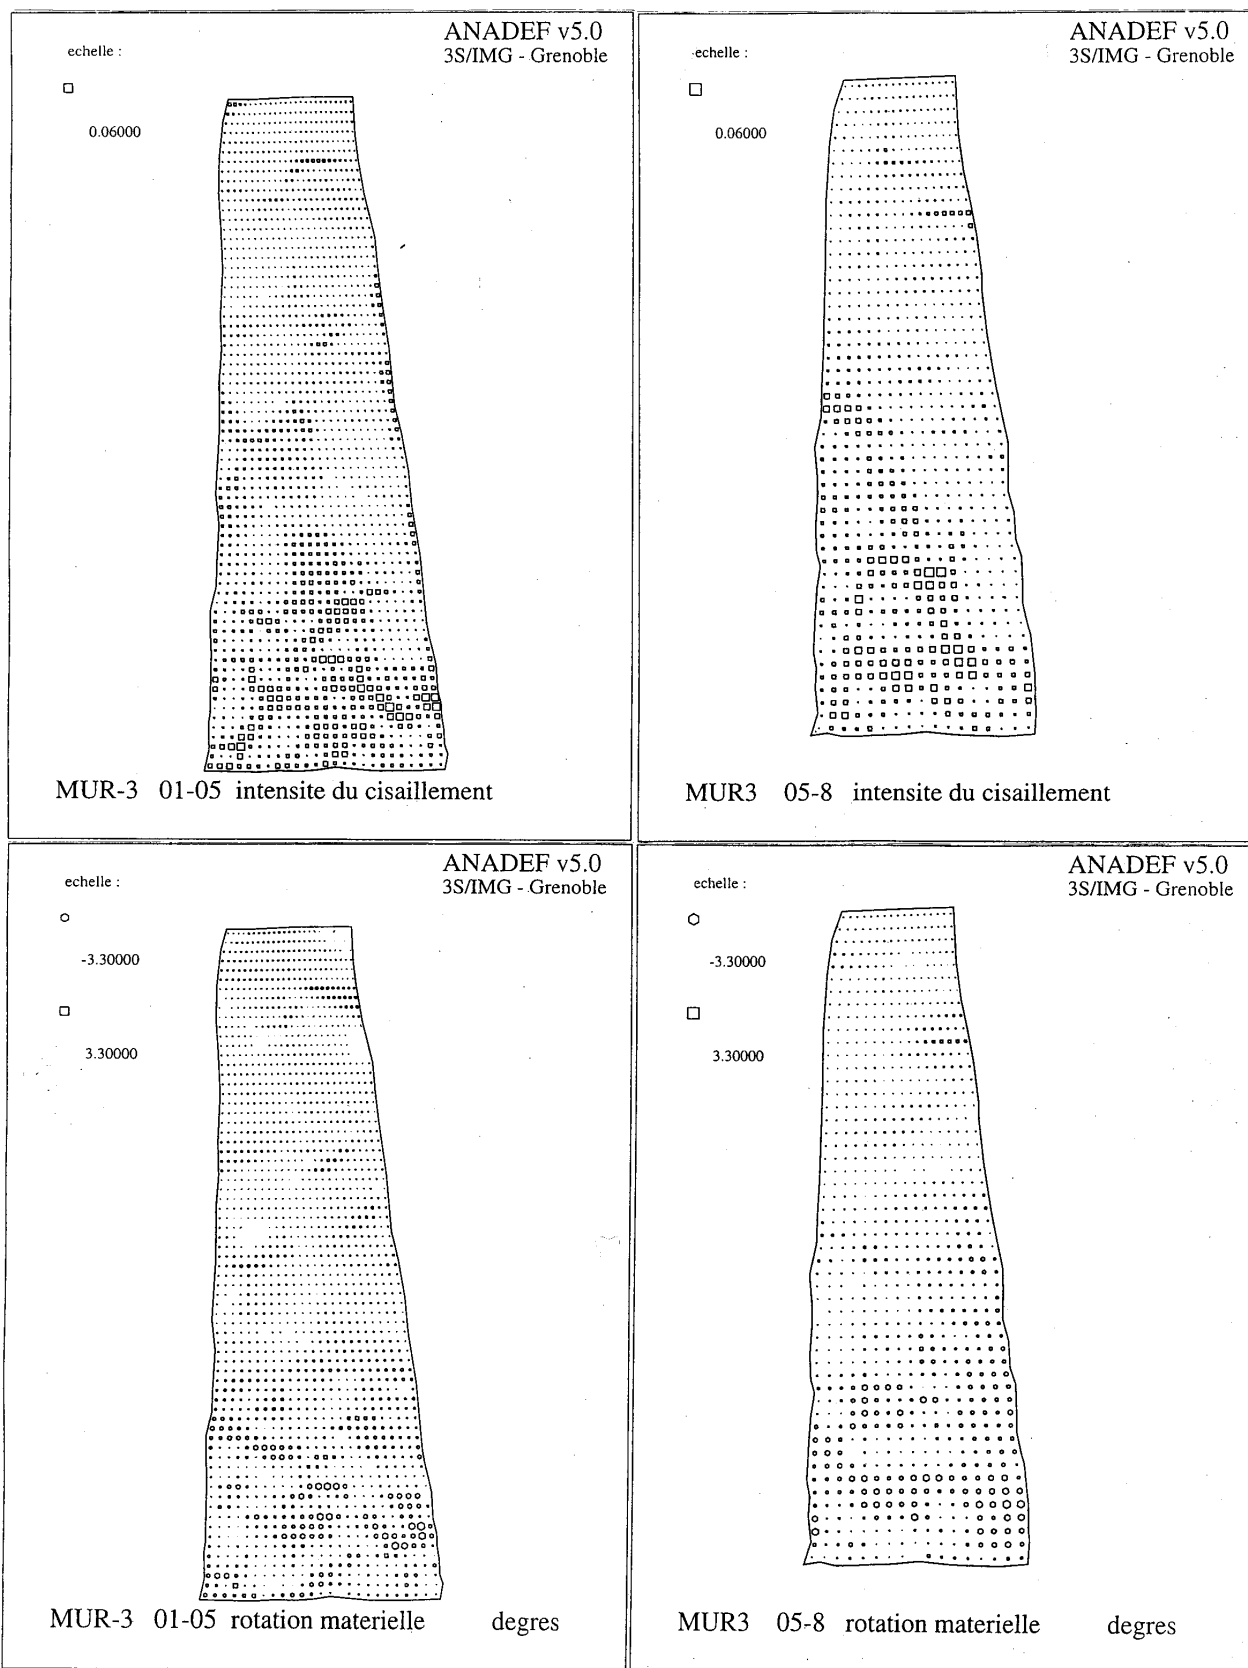 ANADEF v5.0
3S/IMG - Grenoble
echelle :
0.06000
MUR-3 01-05 intensite du cisaillement
ANADEF v5.0
3S/IMG - Grenoble
echelle :
0.06000
MUR3 05-8 intensite du cisaillement
ANADEF v5.0
3S/IMG - Grenoble
echelle :
-3.30000
3.30000
MUR-3 01-05 rotation materielle degres
ANADEF v5.0
3S/IMG - Grenoble
echelle :
-3.30000
3.30000
MUR3 05-8 rotation materielle degres